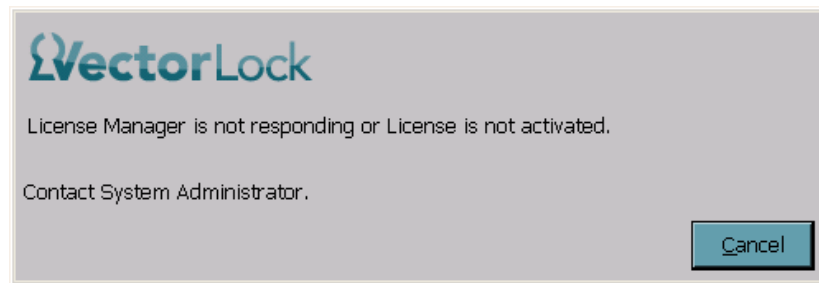 VectorLock
License Manager is not responding or License is not activated.
Contact System Administrator.
Cancel